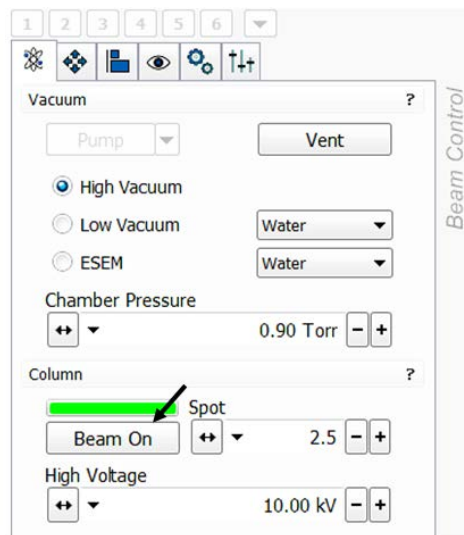 1 2 3 4 5 6
Vacuum ?
Pump Vent
High Vacuum
Low Vacuum Water
ESEM Water
Chamber Pressure
0.90 Torr - +
Column ?
Spot
Beam On 2.5 - +
High Voltage
10.00 kV - +
Beam Control